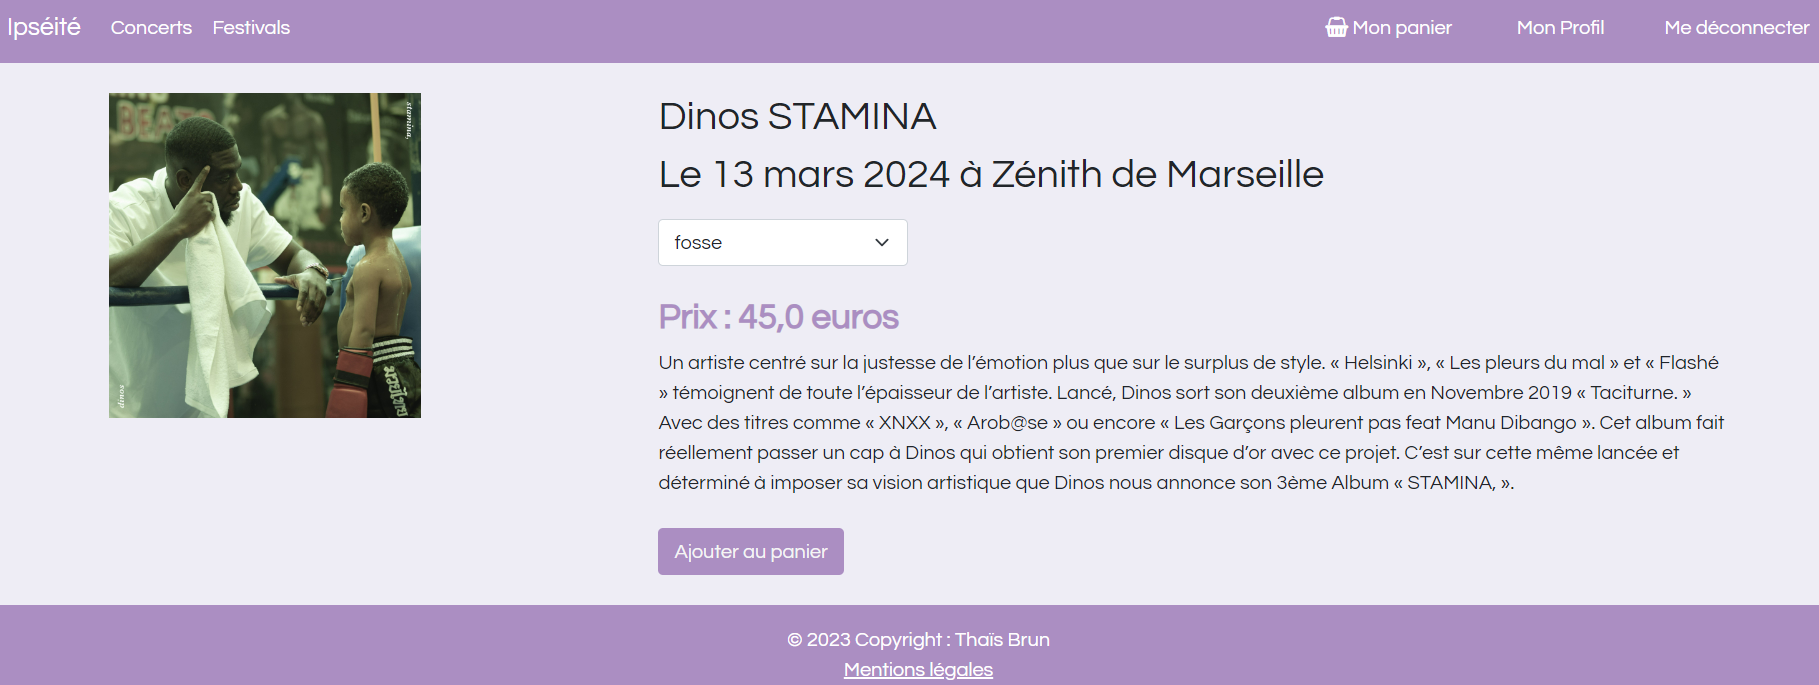 Ipséité Concerts Festivals Mon panier Mon Profil Me déconnecter
BEATS
stamina,
dinos
Dinos STAMINA
Le 13 mars 2024 à Zénith de Marseille
fosse
Prix : 45,0 euros
Un artiste centré sur la justesse de l’émotion plus que sur le surplus de style. « Helsinki », « Les pleurs du mal » et « Flashé
» témoignent de toute l’épaisseur de l’artiste. Lancé, Dinos sort son deuxième album en Novembre 2019 « Taciturne. »
Avec des titres comme « XNXX », « Arob@se » ou encore « Les Garçons pleurent pas feat Manu Dibango ». Cet album fait
réellement passer un cap à Dinos qui obtient son premier disque d’or avec ce projet. C’est sur cette même lancée et
déterminé à imposer sa vision artistique que Dinos nous annonce son 3ème Album « STAMINA, ».
Ajouter au panier
© 2023 Copyright : Thaïs Brun
Mentions légales